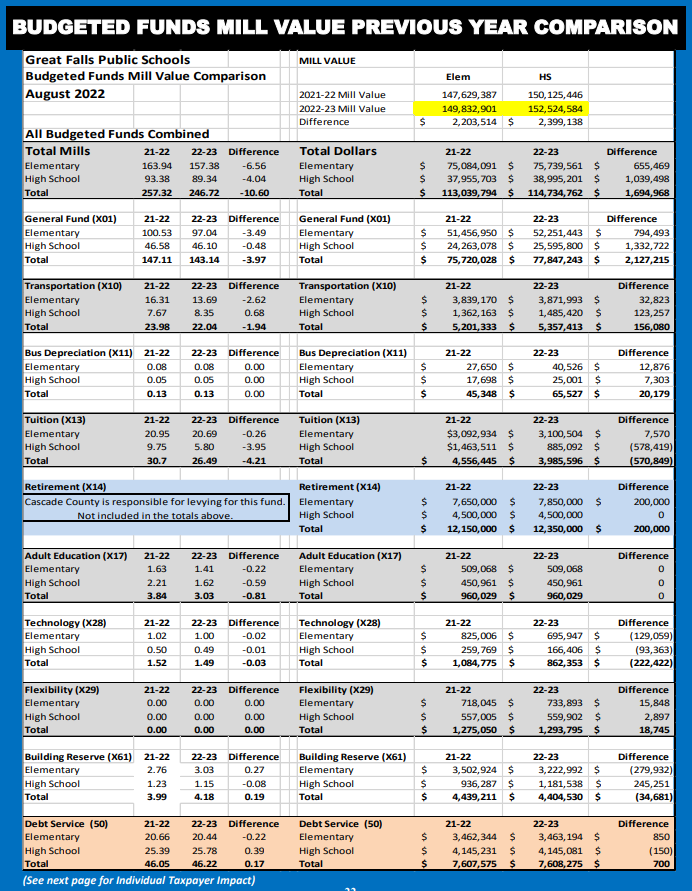 BUDGETED FUNDS MILL VALUE PREVIOUS YEAR COMPARISON
Great Falls Public Schools MILL VALUE
Budgeted Funds Mill Value Comparison Elem HS
August 2022 2021-22 Mill Value 147,629,387 150,125,446
2022-23 Mill Value 149,832,901 152,524,584
Difference $ 2,203,514 $ 2,399,138
All Budgeted Funds Combined
Total Mills 21-22 22-23 Difference Total Dollars 21-22 22-23 Difference
Elementary 163.94 157.38 -6.56 Elementary $ 75,084,091 $ 75,739,561 $ 655,469
High School 93.38 89.34 -4.04 High School $ 37,955,703 $ 38,995,201 $ 1,039,498
Total 257.32 246.72 -10.60 Total $ 113,039,794 $ 114,734,762 $ 1,694,968
General Fund (X01) 21-22 22-23 Difference General Fund (X01) 21-22 22-23 Difference
Elementary 100.53 97.04 -3.49 Elementary $ 51,456,950 $ 52,251,443 $ 794,493
High School 46.58 46.10 -0.48 High School $ 24,263,078 $ 25,595,800 $ 1,332,722
Total 147.11 143.14 -3.97 Total $ 75,720,028 $ 77,847,243 $ 2,127,215
Transportation (X10) 21-22 22-23 Difference Transportation (X10) 21-22 22-23 Difference
Elementary 16.31 13.69 -2.62 Elementary $ 3,839,170 $ 3,871,993 $ 32,823
High School 7.67 8.35 0.68 High School $ 1,362,163 $ 1,485,420 $ 123,257
Total 23.98 22.04 -1.94 Total $ 5,201,333 $ 5,357,413 $ 156,080
Bus Depreciation (X11) 21-22 22-23 Difference Bus Depreciation (X11) 21-22 22-23 Difference
Elementary 0.08 0.08 0.00 Elementary $ 27,650 $ 40,526 $ 12,876
High School 0.05 0.05 0.00 High School $ 17,698 $ 25,001 $ 7,303
Total 0.13 0.13 0.00 Total $ 45,348 $ 65,527 $ 20,179
Tuition (X13) 21-22 22-23 Difference Tuition (X13) 21-22 22-23 Difference
Elementary 20.95 20.69 -0.26 Elementary $3,092,934 $ 3,100,504 $ 7,570
High School 9.75 5.80 -3.95 High School $1,463,511 $ 885,092 $ (578,419)
Total 30.7 26.49 -4.21 Total $ 4,556,445 $ 3,985,596 $ (570,849)
Retirement (X14) Retirement (X14) 21-22 22-23 Difference
Cascade County is responsible for levying for this fund. Elementary $ 7,650,000 $ 7,850,000 $ 200,000
Not included in the totals above. High School $ 4,500,000 $ 4,500,000 0
Total $ 12,150,000 $ 12,350,000 $ 200,000
Adult Education (X17) 21-22 22-23 Difference Adult Education (X17) 21-22 22-23 Difference
Elementary 1.63 1.41 -0.22 Elementary $ 509,068 $ 509,068 0
High School 2.21 1.62 -0.59 High School $ 450,961 $ 450,961 0
Total 3.84 3.03 -0.81 Total $ 960,029 $ 960,029 0
Technology (X28) 21-22 22-23 Difference Technology (X28) 21-22 22-23 Difference
Elementary 1.02 1.00 -0.02 Elementary $ 825,006 $ 695,947 $ (129,059)
High School 0.50 0.49 -0.01 High School $ 259,769 $ 166,406 $ (93,363)
Total 1.52 1.49 -0.03 Total $ 1,084,775 $ 862,353 $ (222,422)
Flexibility (X29) 21-22 22-23 Difference Flexibility (X29) 21-22 22-23 Difference
Elementary 0.00 0.00 0.00 Elementary $ 718,045 $ 733,893 $ 15,848
High School 0.00 0.00 0.00 High School $ 557,005 $ 559,902 $ 2,897
Total 0.00 0.00 0.00 Total $ 1,275,050 $ 1,293,795 $ 18,745
Building Reserve (X61) 21-22 22-23 Difference Building Reserve (X61) 21-22 22-23 Difference
Elementary 2.76 3.03 0.27 Elementary $ 3,502,924 $ 3,222,992 $ (279,932)
High School 1.23 1.15 -0.08 High School $ 936,287 $ 1,181,538 $ 245,251
Total 3.99 4.18 0.19 Total $ 4,439,211 $ 4,404,530 $ (34,681)
Debt Service (50) 21-22 22-23 Difference Debt Service (50) 21-22 22-23 Difference
Elementary 20.66 20.44 -0.22 Elementary $ 3,462,344 $ 3,463,194 $ 850
High School 25.39 25.78 0.39 High School $ 4,145,231 $ 4,145,081 $ (150)
Total 46.05 46.22 0.17 Total $ 7,607,575 $ 7,608,275 $ 700
(See next page for Individual Taxpayer Impact)